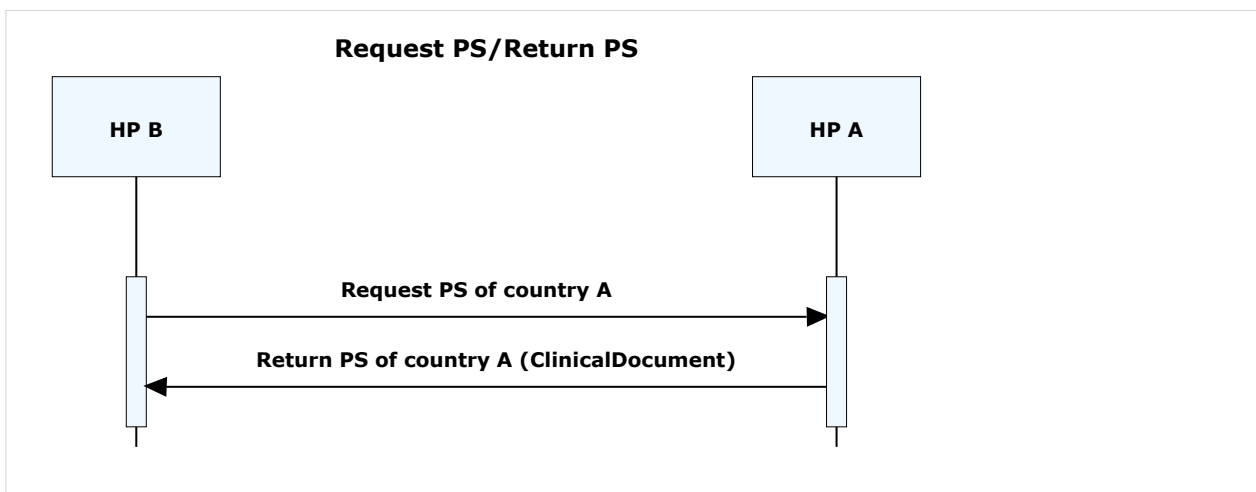 Request PS/Return PS
HP B
HP A
Request PS of country A
Return PS of country A (ClinicalDocument)